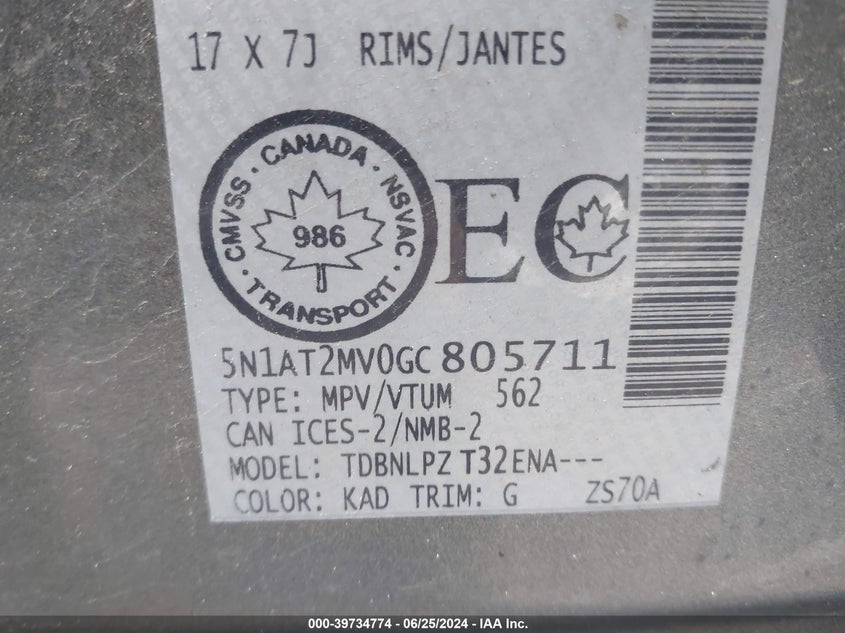 17 X 7J RIMS/JANTES
CMVSS · CANADA · NSVAC · TRANSPORT ·
986
EC
5N1AT2MV0GC805711
TYPE: MPV/VTUM 562
CAN ICES-2/NMB-2
MODEL: TDBNLPZ T32ENA---
COLOR: KAD TRIM: G ZS70A
000-39734774 - 06/25/2024 - IAA Inc.